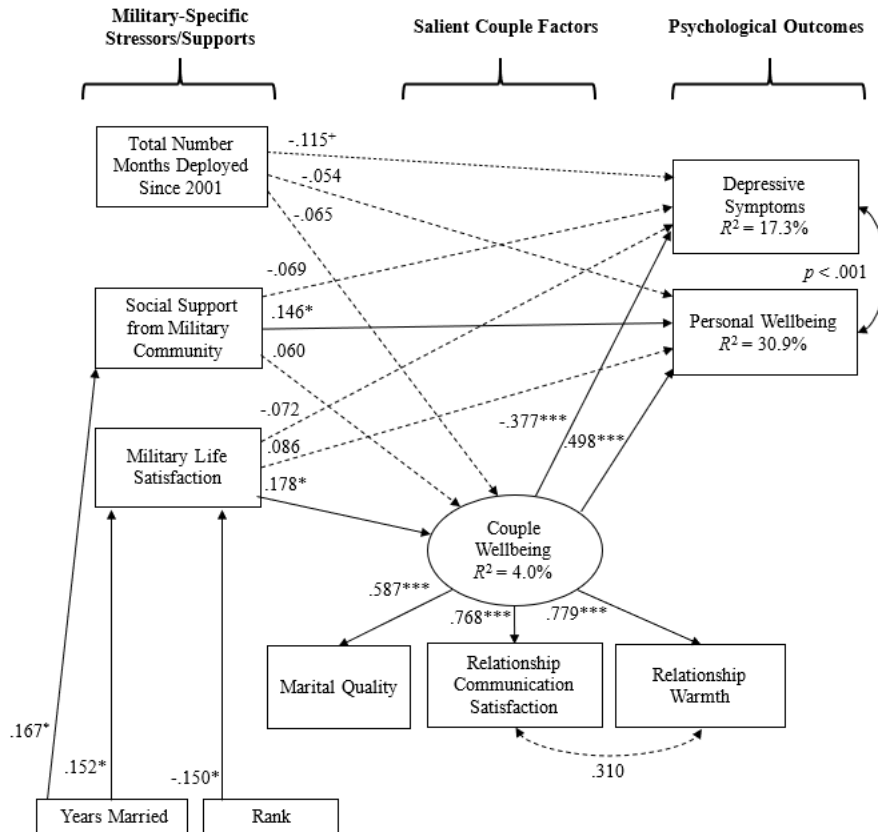 Military-Specific
Stressors/Supports
Salient Couple Factors
Psychological Outcomes
Total Number
Months Deployed
Since 2001
-.115⁺
-.054
-.065
Depressive
Symptoms
R² = 17.3%
p < .001
-.069
Social Support
from Military
Community
.146*
.060
Personal Wellbeing
R² = 30.9%
-.072
.086
.178*
Military Life
Satisfaction
-.377***
.498***
Couple
Wellbeing
R² = 4.0%
.587***
.768***
.779***
Marital Quality
Relationship
Communication
Satisfaction
Relationship
Warmth
.310
.167*
.152*
-.150*
Years Married
Rank